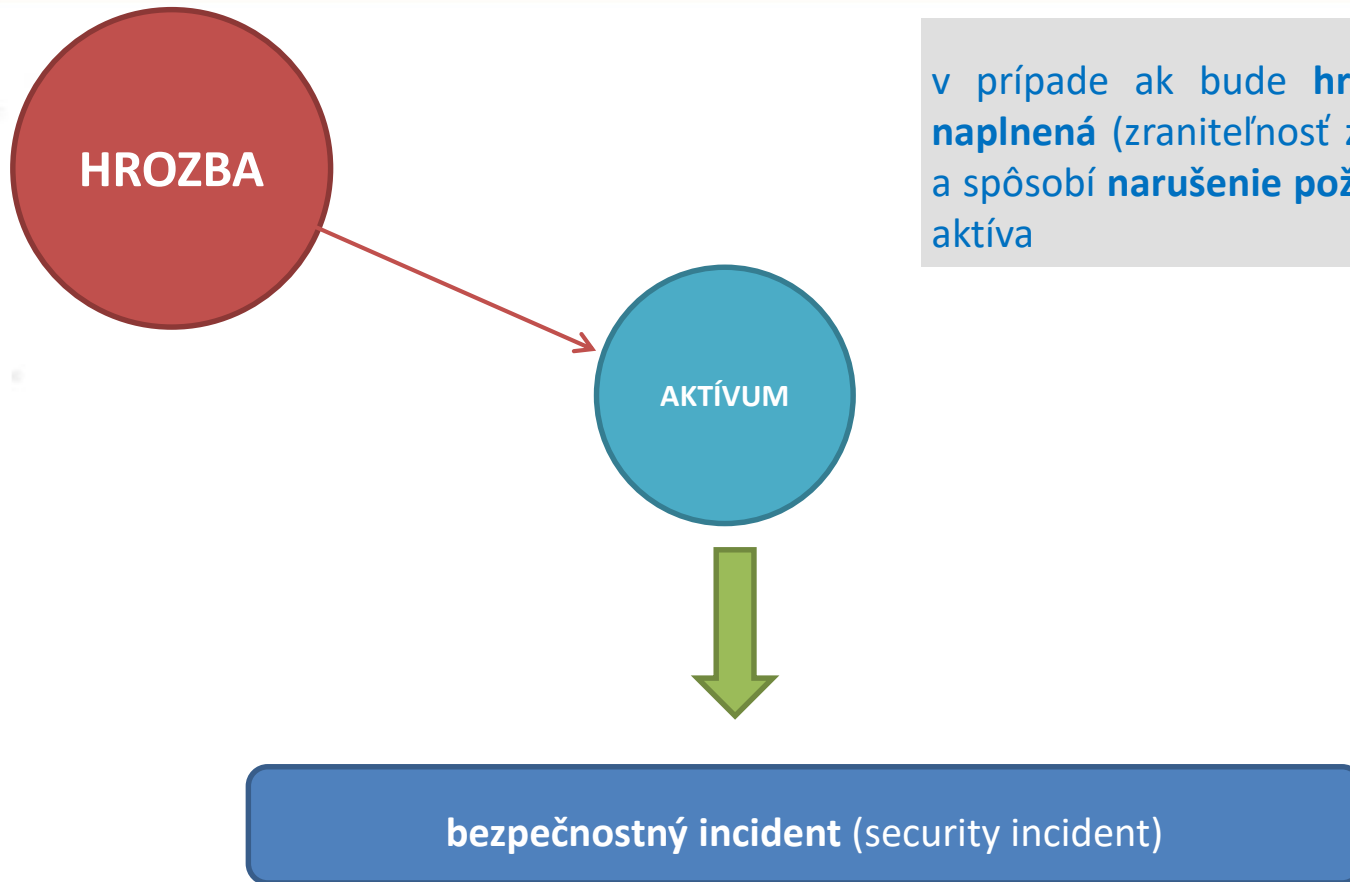 HROZBA
v prípade ak bude
naplnená (zraniteľnosť
a spôsobí narušenie
aktíva
AKTÍVUM
bezpečnostný incident (security incident)